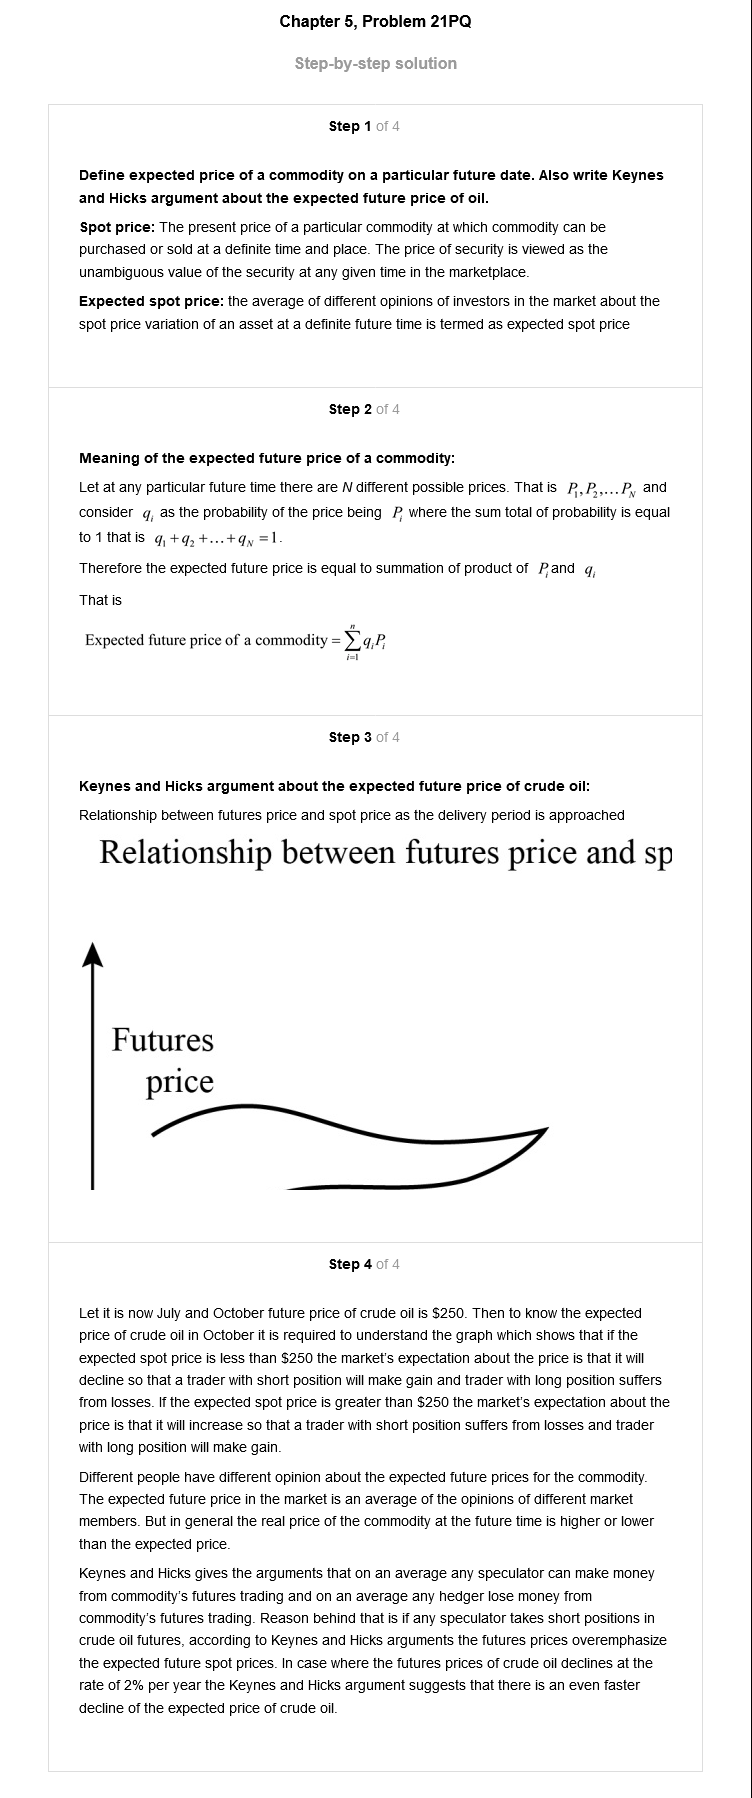 Chapter 5, Problem 21PQ
Step-by-step solution
Step 1 of 4
Define expected price of a commodity on a particular future date. Also write Keynes
and Hicks argument about the expected future price of oil.
Spot price: The present price of a particular commodity at which commodity can be
purchased or sold at a definite time and place. The price of security is viewed as the
unambiguous value of the security at any given time in the marketplace.
Expected spot price: the average of different opinions of investors in the market about the
spot price variation of an asset at a definite future time is termed as expected spot price
Step 2 of 4
Meaning of the expected future price of a commodity:
Let at any particular future time there are N different possible prices. That is P₁, P₂,...P_N and
consider q_i as the probability of the price being P_i where the sum total of probability is equal
to 1 that is q₁ + q₂ + ... + q_N = 1.
Therefore the expected future price is equal to summation of product of P_i and q_i
That is
Expected future price of a commodity = ∑_{i=1}^{n} q_i P_i
Step 3 of 4
Keynes and Hicks argument about the expected future price of crude oil:
Relationship between futures price and spot price as the delivery period is approached
Relationship between futures price and sp
Futures
price
Step 4 of 4
Let it is now July and October future price of crude oil is $250. Then to know the expected
price of crude oil in October it is required to understand the graph which shows that if the
expected spot price is less than $250 the market's expectation about the price is that it will
decline so that a trader with short position will make gain and trader with long position suffers
from losses. If the expected spot price is greater than $250 the market's expectation about the
price is that it will increase so that a trader with short position suffers from losses and trader
with long position will make gain.
Different people have different opinion about the expected future prices for the commodity.
The expected future price in the market is an average of the opinions of different market
members. But in general the real price of the commodity at the future time is higher or lower
than the expected price.
Keynes and Hicks gives the arguments that on an average any speculator can make money
from commodity's futures trading and on an average any hedger lose money from
commodity's futures trading. Reason behind that is if any speculator takes short positions in
crude oil futures, according to Keynes and Hicks arguments the futures prices overemphasize
the expected future spot prices. In case where the futures prices of crude oil declines at the
rate of 2% per year the Keynes and Hicks argument suggests that there is an even faster
decline of the expected price of crude oil.